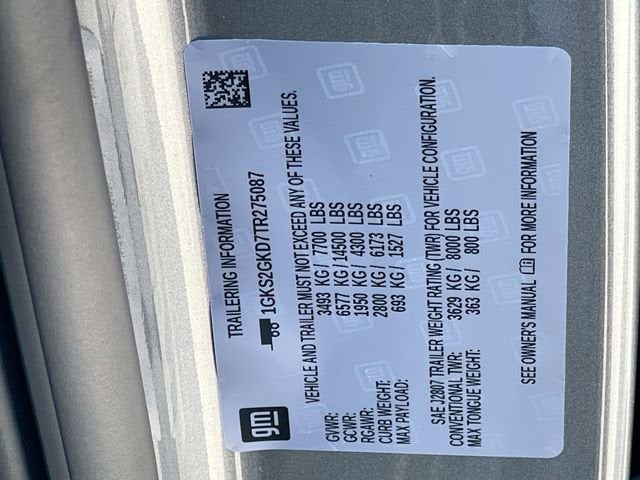 gm
TRAILERING INFORMATION
1GKS2GKD7TR275087
VEHICLE AND TRAILER MUST NOT EXCEED ANY OF THESE VALUES.
GVWR: 3493 KG / 7700 LBS
GCWR: 6577 KG / 14500 LBS
RGAWR: 1950 KG / 4300 LBS
CURB WEIGHT: 2800 KG / 6173 LBS
MAX PAYLOAD: 693 KG / 1527 LBS
SAE J2807 TRAILER WEIGHT RATING (TWR) FOR VEHICLE CONFIGURATION.
CONVENTIONAL TWR: 3629 KG / 8000 LBS
MAX TONGUE WEIGHT: 363 KG / 800 LBS
SEE OWNER'S MANUAL FOR MORE INFORMATION